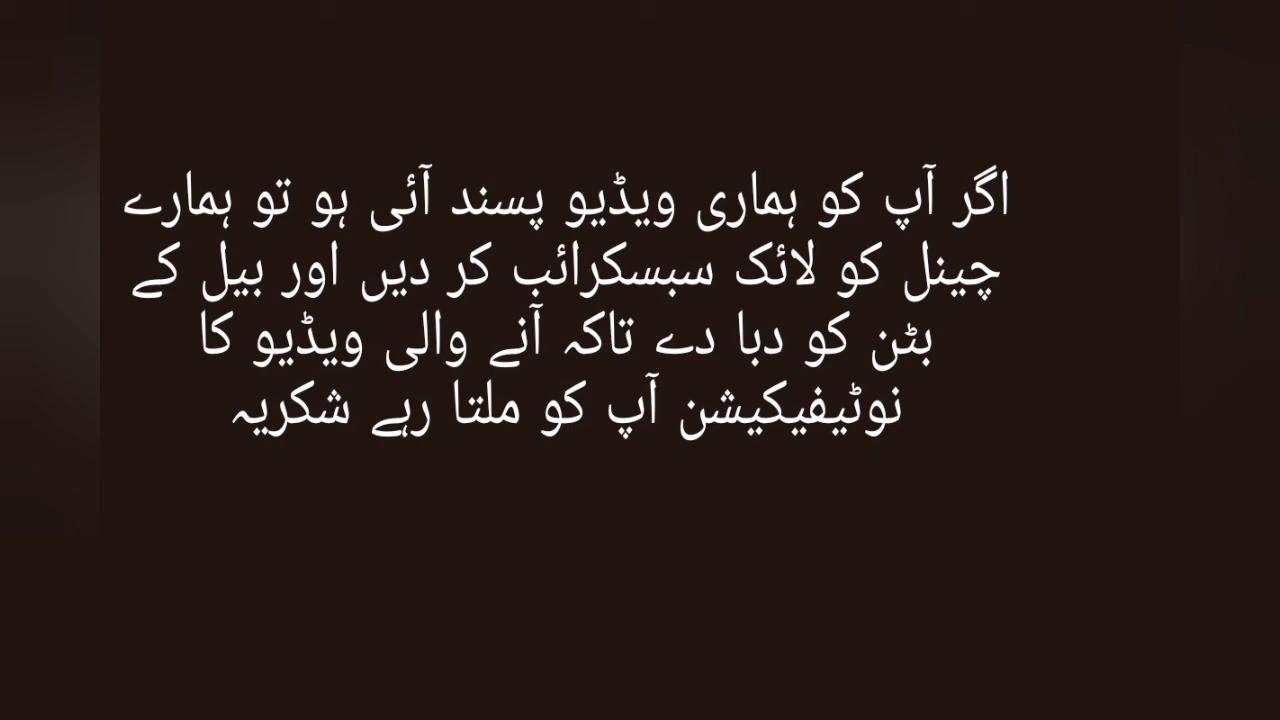 اگر آپ کو ہماری ویڈیو پسند آئی ہو تو ہمارے
چینل کو لائک سبسکرائب کر دیں اور بیل کے
بٹن کو دبا دے تاکہ آنے والی ویڈیو کا
نوٹیفیکیشن آپ کو ملتا رہے شکریہ